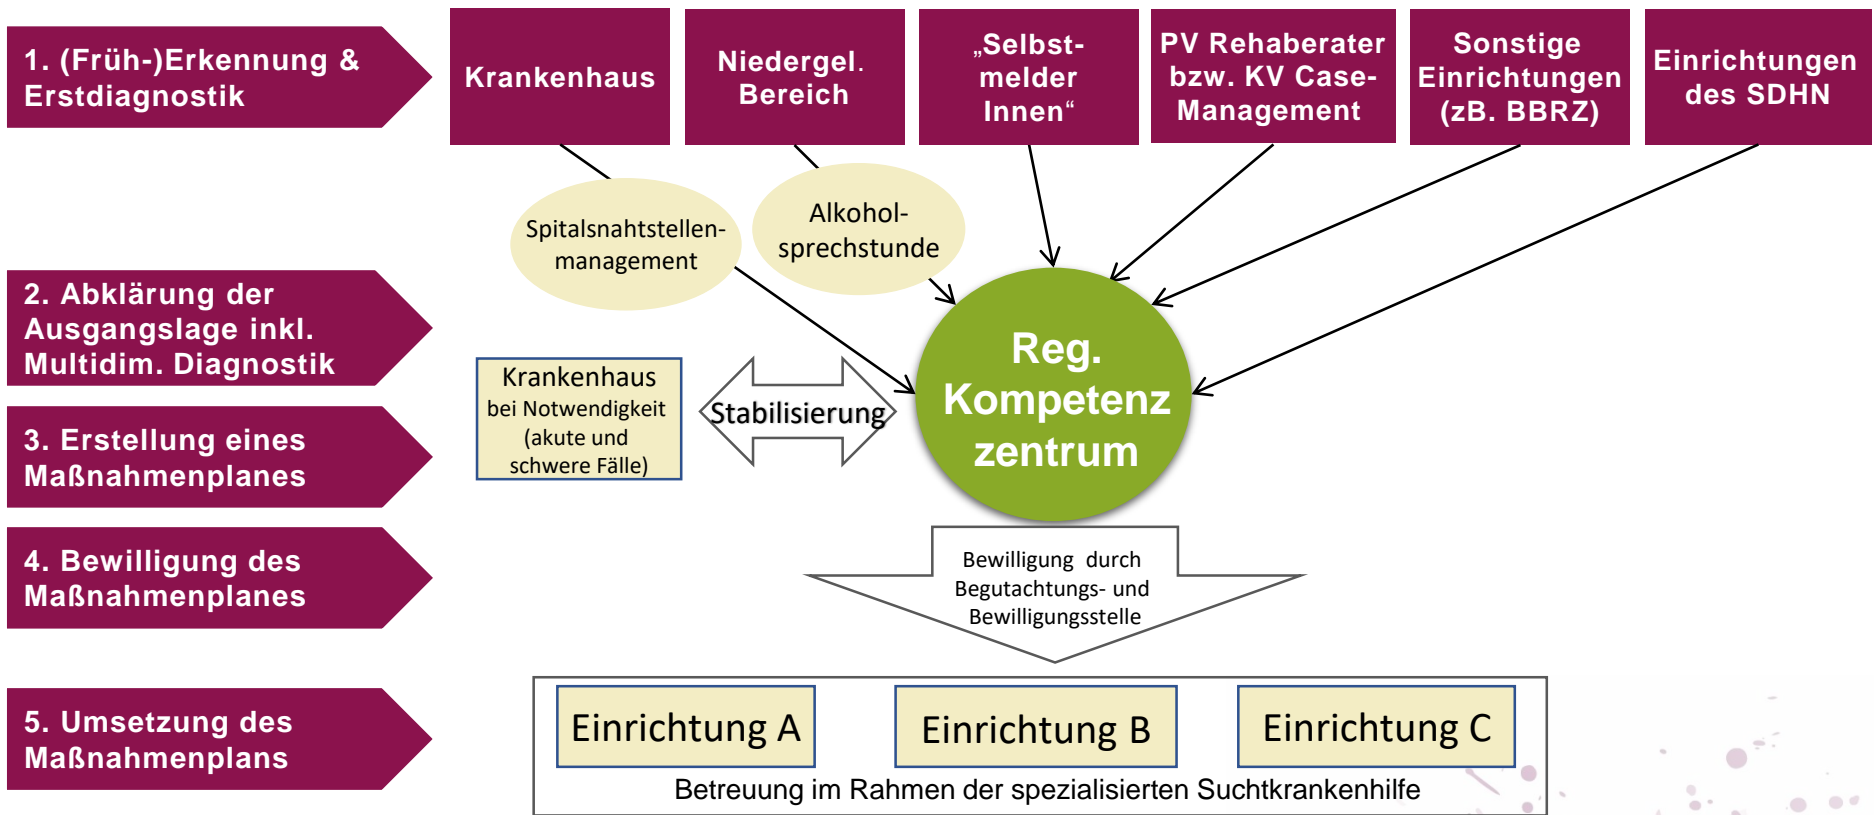 1. (Früh-)Erkennung &
Erstdiagnostik
Krankenhaus
Niedergel.
Bereich
„Selbst-
melder
Innen“
PV Rehaberater
bzw. KV Case-
Management
Sonstige
Einrichtungen
(zB. BBRZ)
Einrichtungen
des SDHN
Spitalsnahtstellen-
management
Alkohol-
sprechstunde
2. Abklärung der
Ausgangslage inkl.
Multidim. Diagnostik
Krankenhaus
bei Notwendigkeit
(akute und
schwere Fälle)
Stabilisierung
Reg.
Kompetenz
zentrum
3. Erstellung eines
Maßnahmenplanes
4. Bewilligung des
Maßnahmenplanes
Bewilligung durch
Begutachtungs- und
Bewilligungsstelle
5. Umsetzung des
Maßnahmenplans
Einrichtung A
Einrichtung B
Einrichtung C
Betreuung im Rahmen der spezialisierten Suchtkrankenhilfe